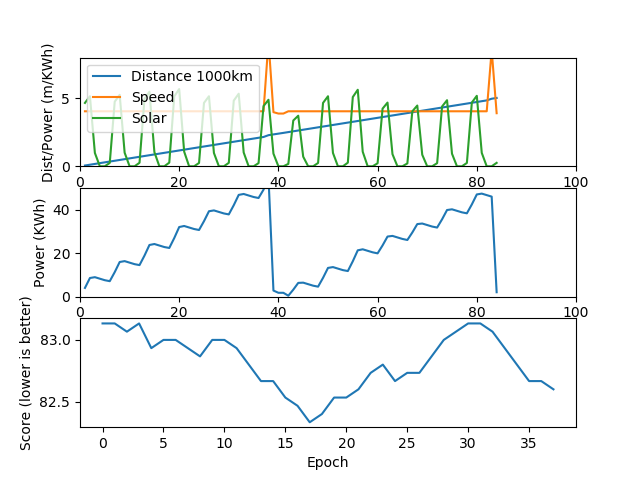 Dist/Power (m/KWh)
5
0
Distance 1000km
Speed
Solar
0 20 40 60 80 100
Power (KWh)
40
20
0
0 20 40 60 80 100
Score (lower is better)
83.0
82.5
0 5 10 15 20 25 30 35
Epoch